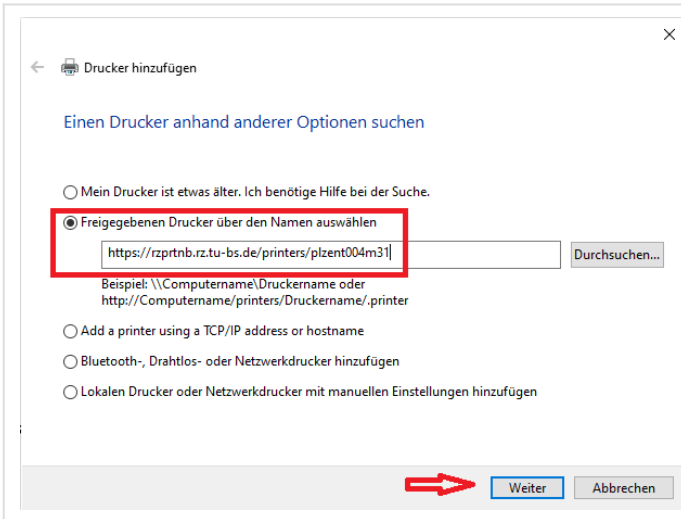 Drucker hinzufügen
Einen Drucker anhand anderer Optionen suchen
Mein Drucker ist etwas älter. Ich benötige Hilfe bei der Suche.
Freigegebenen Drucker über den Namen auswählen
https://rzprtnb.rz.tu-bs.de/printers/plzent004m31
Durchsuchen...
Beispiel: \\Computername\Druckername oder
http://Computername/printers/Druckername/.printer
Add a printer using a TCP/IP address or hostname
Bluetooth-, Drahtlos- oder Netzwerkdrucker hinzufügen
Lokalen Drucker oder Netzwerkdrucker mit manuellen Einstellungen hinzufügen
Weiter Abbrechen